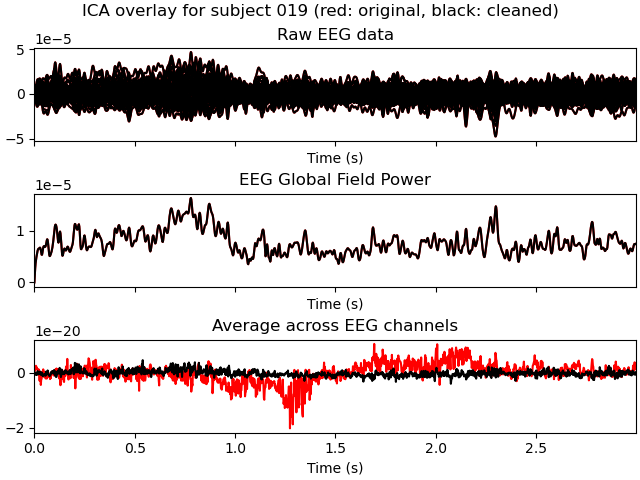 ICA overlay for subject 019 (red: original, black: cleaned)
Raw EEG data
1e−5
5
0
−5
Time (s)
EEG Global Field Power
1e−5
1
0
Time (s)
Average across EEG channels
1e−20
0
−2
0.0 0.5 1.0 1.5 2.0 2.5
Time (s)